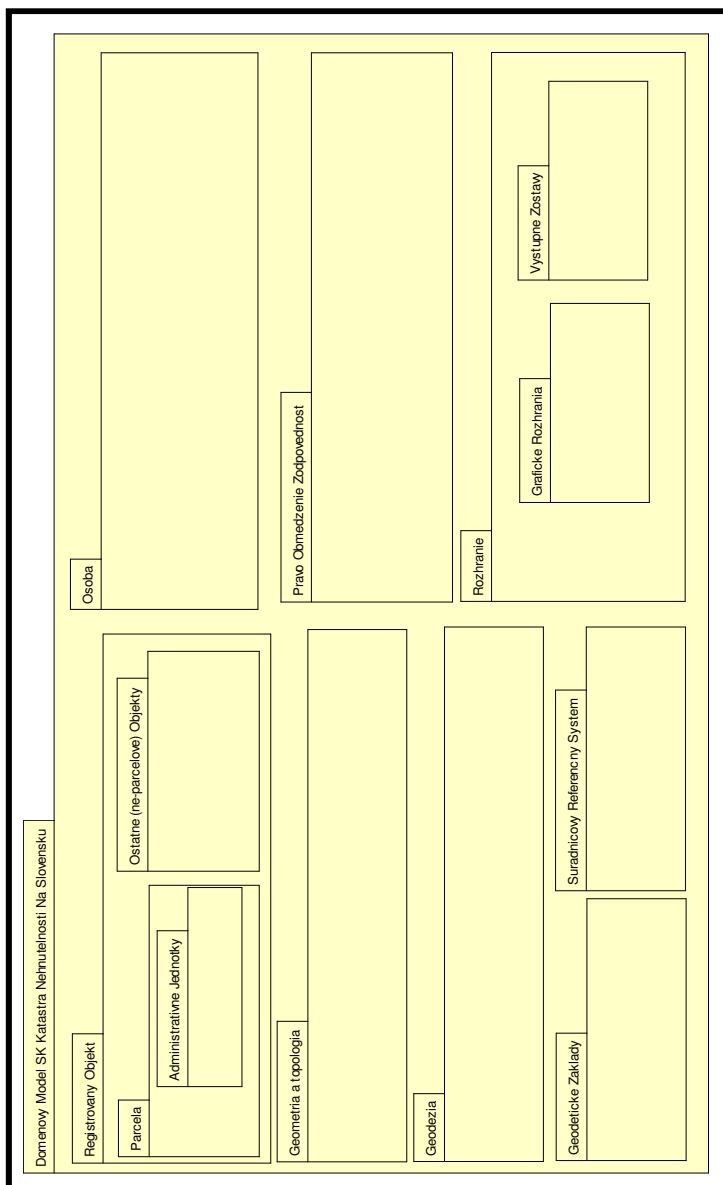 Domenovy Model SK Katastra Nehnutelnosti Na Slovensku
Registrovany Objekt
Parcela
Administrativne Jednotky
Ostatne (ne-parcelove) Objekty
Osoba
Geometria a topologia
Pravo Obmedzenie Zodpovednost
Geodezia
Rozhranie
Graficke Rozhrania
Vystupne Zostavy
Geodeticke Zaklady
Suradnicovy Referencny System